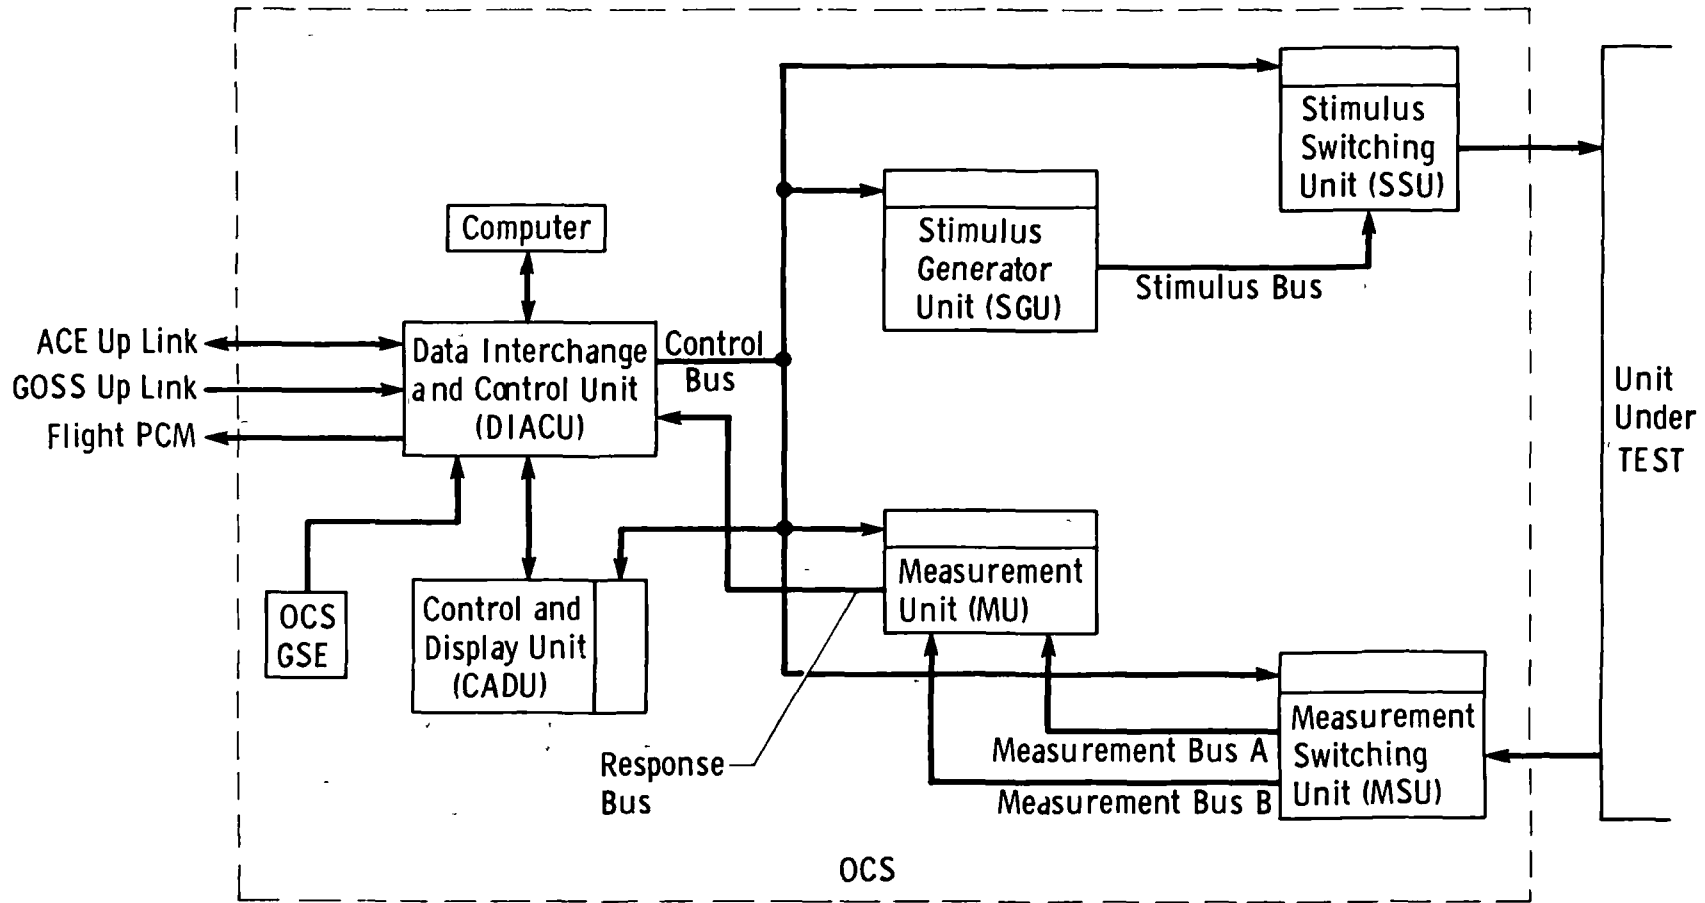 Computer
ACE Up Link
GOSS Up Link
Flight PCM
Data Interchange
and Control Unit
(DIACU)
Control
Bus
Stimulus
Switching
Unit (SSU)
Stimulus
Generator
Unit (SGU)
Stimulus Bus
Unit
Under
TEST
OCS
GSE
Control and
Display Unit
(CADU)
Measurement
Unit (MU)
Response
Bus
Measurement Bus A
Measurement Bus B
Measurement
Switching
Unit (MSU)
OCS